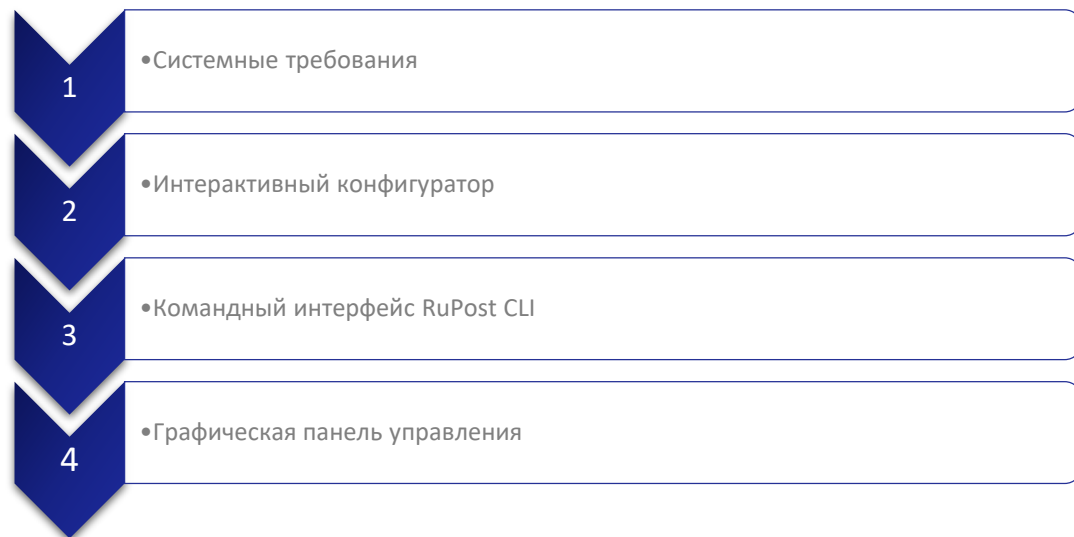 1
•Системные требования
2
•Интерактивный конфигуратор
3
•Командный интерфейс RuPost CLI
4
•Графическая панель управления